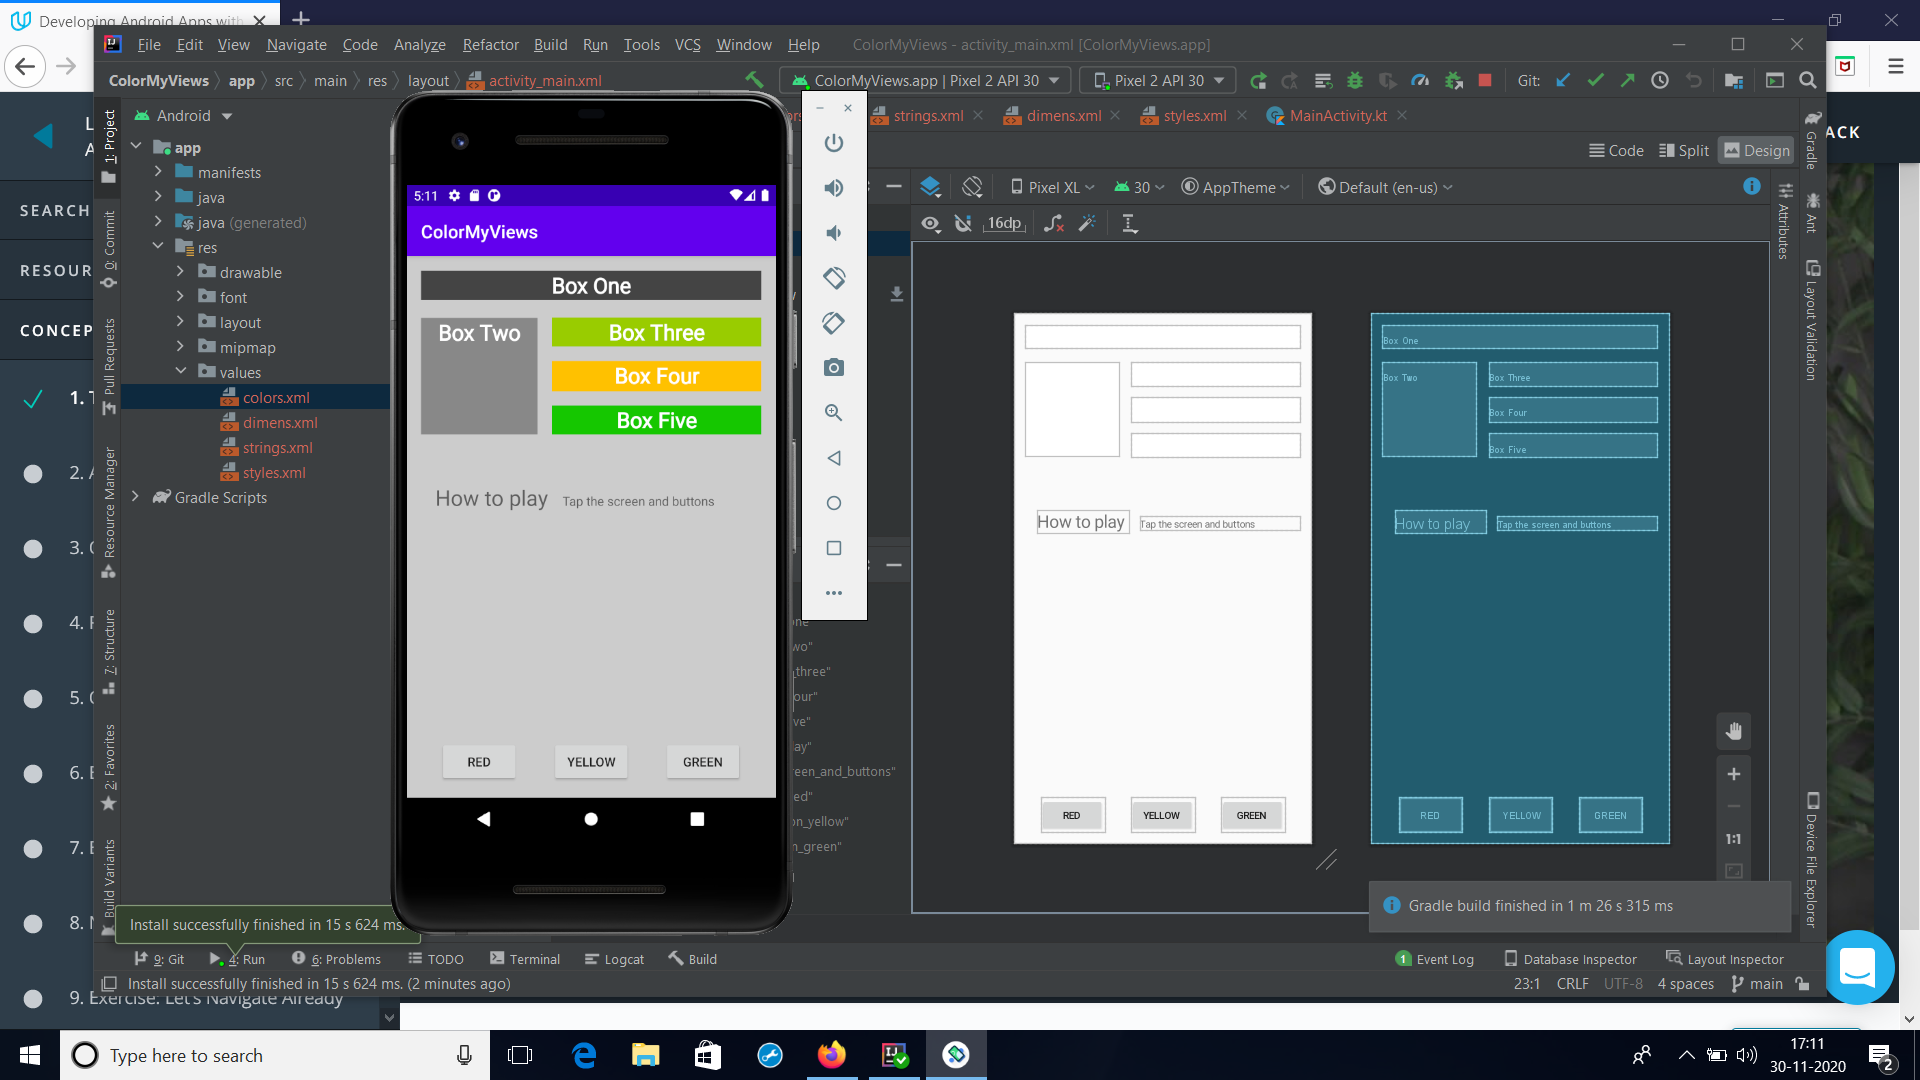 Developing Android Apps with
File Edit View Navigate Code Analyze Refactor Build Run Tools VCS Window Help ColorMyViews - activity_main.xml [ColorMyViews.app]
ColorMyViews app src main res layout activity_main.xml ColorMyViews.app | Pixel 2 API 30 Pixel 2 API 30 Git:
Android
strings.xml dimens.xml styles.xml MainActivity.kt
Code Split Design
Pixel XL 30 AppTheme Default (en-us)
16dp
1: Project
0: Commit
Pull Requests
Resource Manager
7: Structure
2: Favorites
Build Variants
app
manifests
java
java (generated)
res
drawable
font
layout
mipmap
values
colors.xml
dimens.xml
strings.xml
styles.xml
Gradle Scripts
SEARCH
RESOUR
CONCEP
1. T
2. A
3. C
4. F
5. C
6. E
7. E
8. M
9. Exercise: Let's Navigate Already
ACK
5:11
ColorMyViews
Box One
Box Two
Box Three
Box Four
Box Five
How to play Tap the screen and buttons
RED YELLOW GREEN
wo"
_three"
our"
ve"
ay"
reen_and_buttons"
ed"
on_yellow"
n_green"
How to play Tap the screen and buttons
RED YELLOW GREEN
Box One
Box Two
Box Three
Box Four
Box Five
How to play Tap the screen and buttons
RED YELLOW GREEN
1:1
Gradle
Ant
Attributes
Layout Validation
Device File Explorer
Install successfully finished in 15 s 624 ms.
Gradle build finished in 1 m 26 s 315 ms
9: Git 4: Run 6: Problems TODO Terminal Logcat Build 1 Event Log Database Inspector Layout Inspector
Install successfully finished in 15 s 624 ms. (2 minutes ago) 23:1 CRLF UTF-8 4 spaces main
Type here to search
17:11
30-11-2020
2